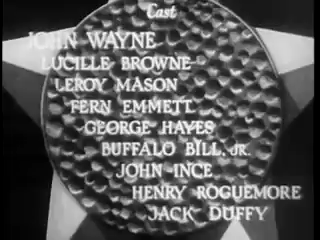 Cast
JOHN WAYNE
LUCILLE BROWNE
LEROY MASON
FERN EMMETT
GEORGE HAYES
BUFFALO BILL, JR.
JOHN INCE
HENRY ROGUEMORE
JACK DUFFY